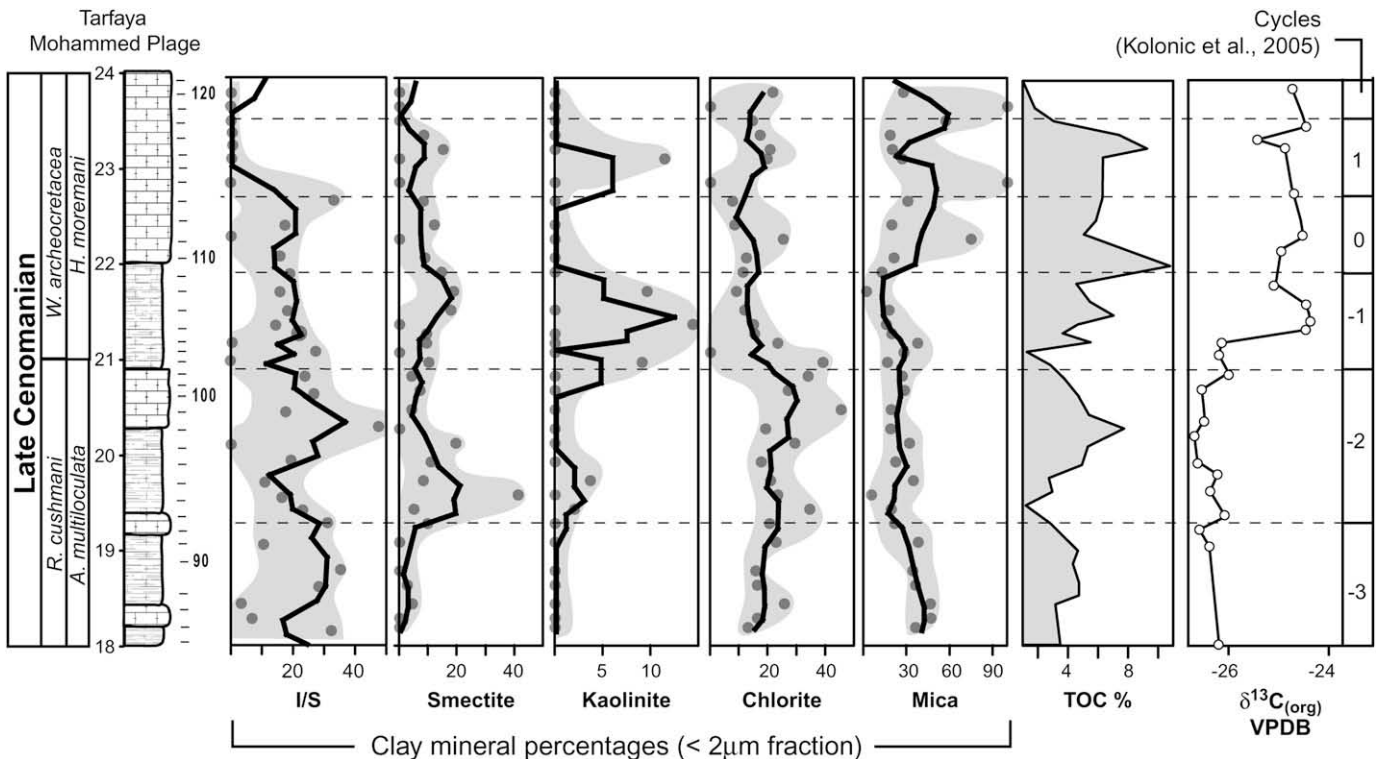 Tarfaya
Mohammed Plage
Cycles
(Kolonic et al., 2005)
Late Cenomanian
R. cushmani
W. archeocretacea
A. multiloculata
H. moremani
24
23
22
21
20
19
18
120
110
100
90
20 40
I/S
0 20 40
Smectite
5 10
Kaolinite
20 40
Chlorite
30 60 90
Mica
4 8
TOC %
-26 -24
δ13C(org)
VPDB
1
0
-1
-2
-3
Clay mineral percentages (< 2μm fraction)